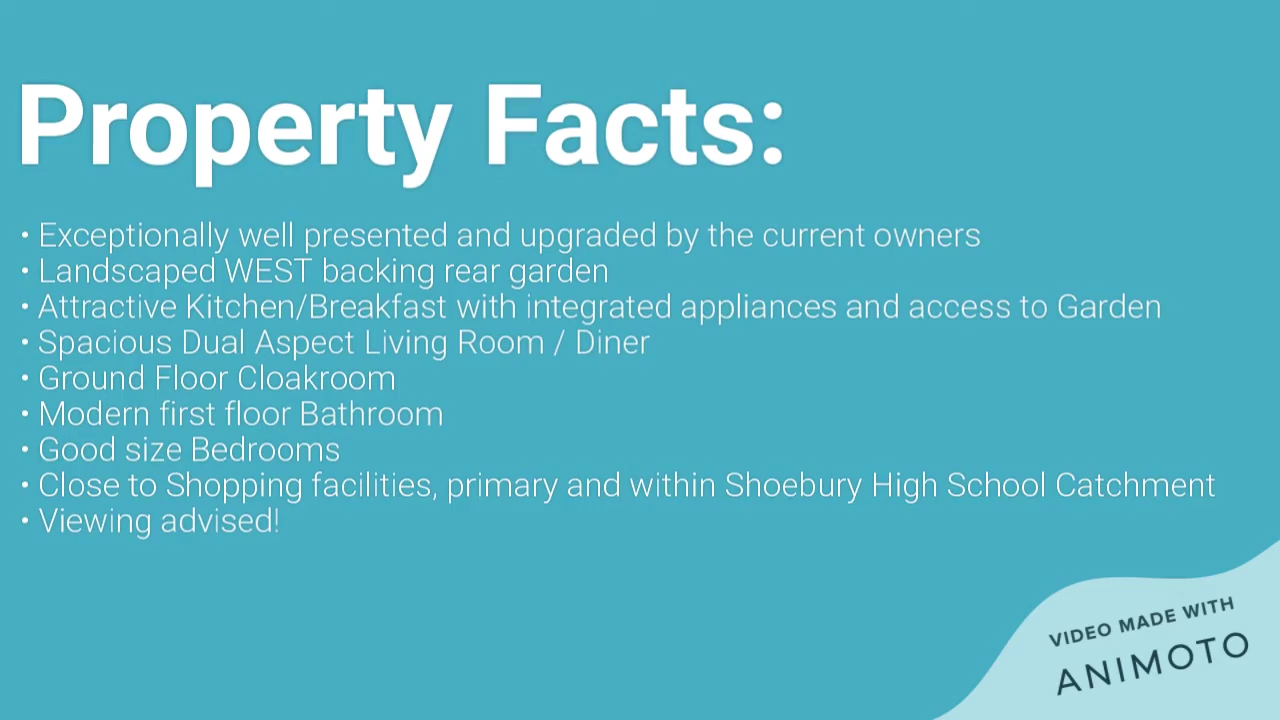 Property Facts:
• Exceptionally well presented and upgraded by the current owners
• Landscaped WEST backing rear garden
• Attractive Kitchen/Breakfast with integrated appliances and access to Garden
• Spacious Dual Aspect Living Room / Diner
• Ground Floor Cloakroom
• Modern first floor Bathroom
• Good size Bedrooms
• Close to Shopping facilities, primary and within Shoebury High School Catchment
• Viewing advised!
VIDEO MADE WITH
ANIMOTO